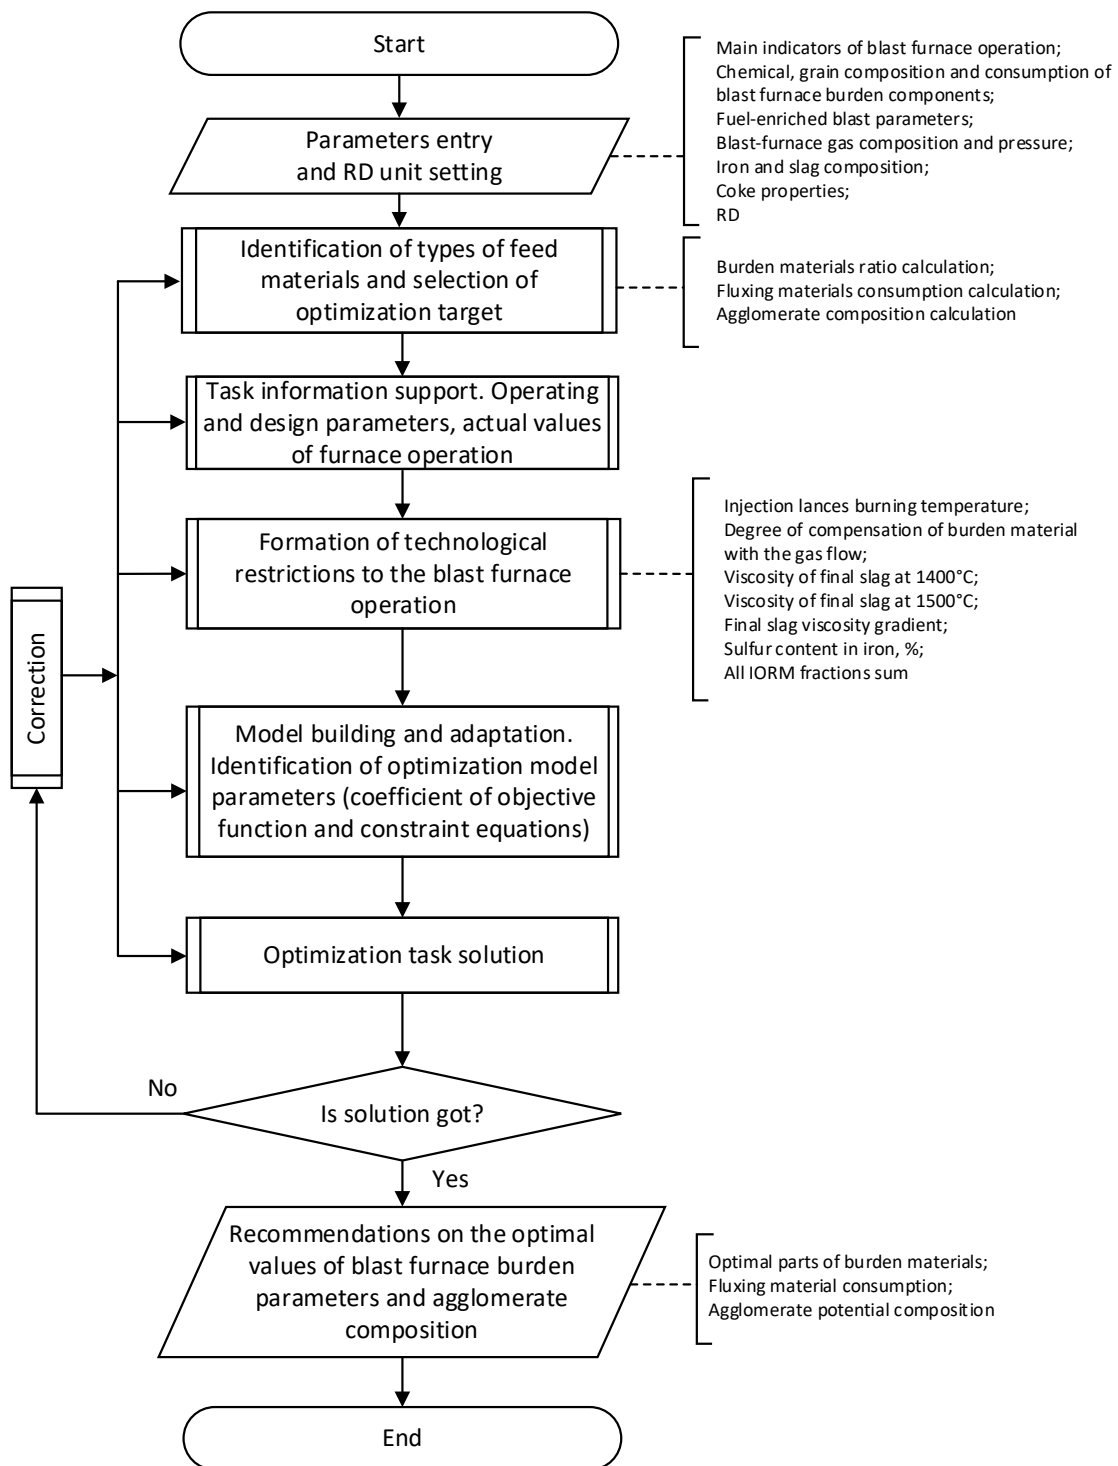 Start
Main indicators of blast furnace operation;
Chemical, grain composition and consumption of
blast furnace burden components;
Fuel-enriched blast parameters;
Blast-furnace gas composition and pressure;
Iron and slag composition;
Coke properties;
RD
Parameters entry
and RD unit setting
Identification of types of feed
materials and selection of
optimization target
Burden materials ratio calculation;
Fluxing materials consumption calculation;
Agglomerate composition calculation
Task information support. Operating
and design parameters, actual values
of furnace operation
Formation of technological
restrictions to the blast furnace
operation
Injection lances burning temperature;
Degree of compensation of burden material
with the gas flow;
Viscosity of final slag at 1400°C;
Viscosity of final slag at 1500°C;
Final slag viscosity gradient;
Sulfur content in iron, %;
All IORM fractions sum
Correction
Model building and adaptation.
Identification of optimization model
parameters (coefficient of objective
function and constraint equations)
Optimization task solution
No
Is solution got?
Yes
Recommendations on the optimal
values of blast furnace burden
parameters and agglomerate
composition
Optimal parts of burden materials;
Fluxing material consumption;
Agglomerate potential composition
End